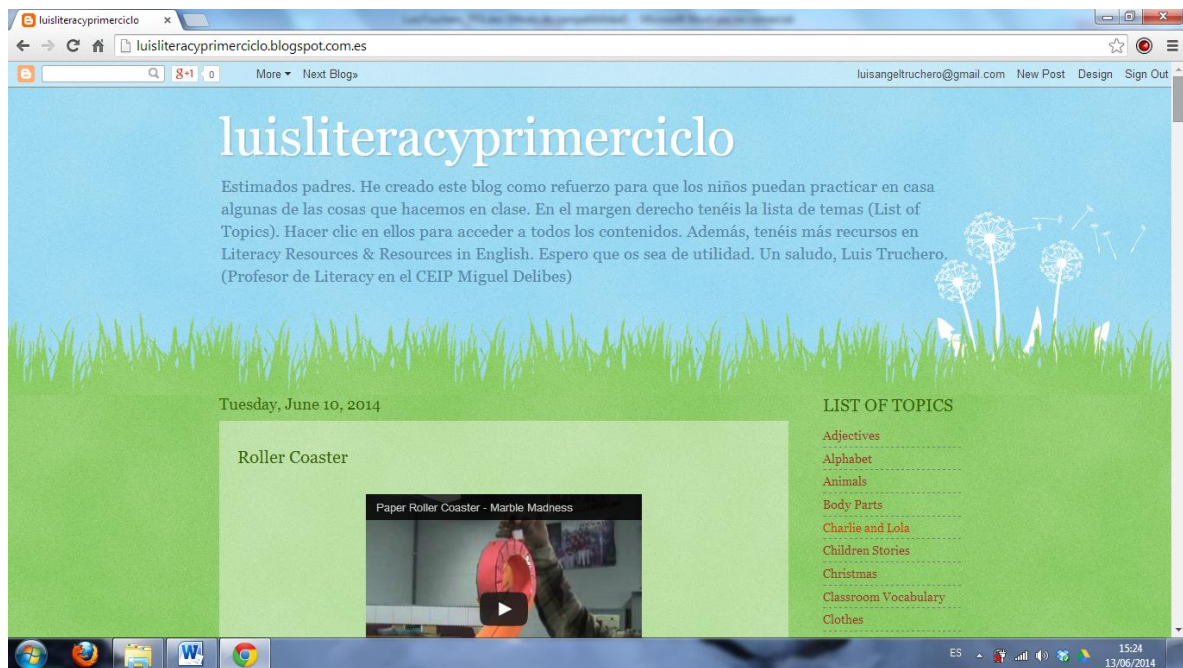 luisliteracyprimerciclo
luisliteracyprimerciclo.blogspot.com.es
g+1 0 More Next Blog» luisangeltruchero@gmail.com New Post Design Sign Out
luisliteracyprimerciclo
Estimados padres. He creado este blog como refuerzo para que los niños puedan practicar en casa
algunas de las cosas que hacemos en clase. En el margen derecho tenéis la lista de temas (List of
Topics). Hacer clic en ellos para acceder a todos los contenidos. Además, tenéis más recursos en
Literacy Resources & Resources in English. Espero que os sea de utilidad. Un saludo, Luis Truchero.
(Profesor de Literacy en el CEIP Miguel Delibes)
Tuesday, June 10, 2014
Roller Coaster
Paper Roller Coaster - Marble Madness
LIST OF TOPICS
Adjectives
Alphabet
Animals
Body Parts
Charlie and Lola
Children Stories
Christmas
Classroom Vocabulary
Clothes
ES 15:24
13/06/2014